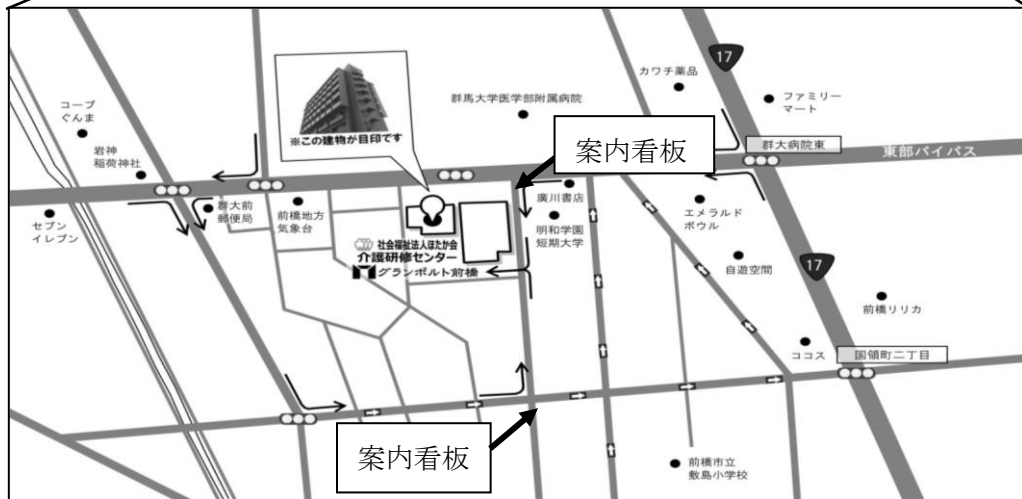 17
カワチ薬品
ファミリー
マート
群馬大学医学部附属病院
コープ
ぐんま
※この建物が目印です
案内看板
群大病院東
東部バイパス
岩神
稲荷神社
廣川書店
セブン
イレブン
群大前
郵便局
前橋地方
気象台
明和学園
短期大学
エメラルド
ボウル
社会福祉法人ほたか会
介護研修センター
グランポルト前橋
自遊空間
17
前橋リリカ
ココス
国領町二丁目
案内看板
前橋市立
敷島小学校